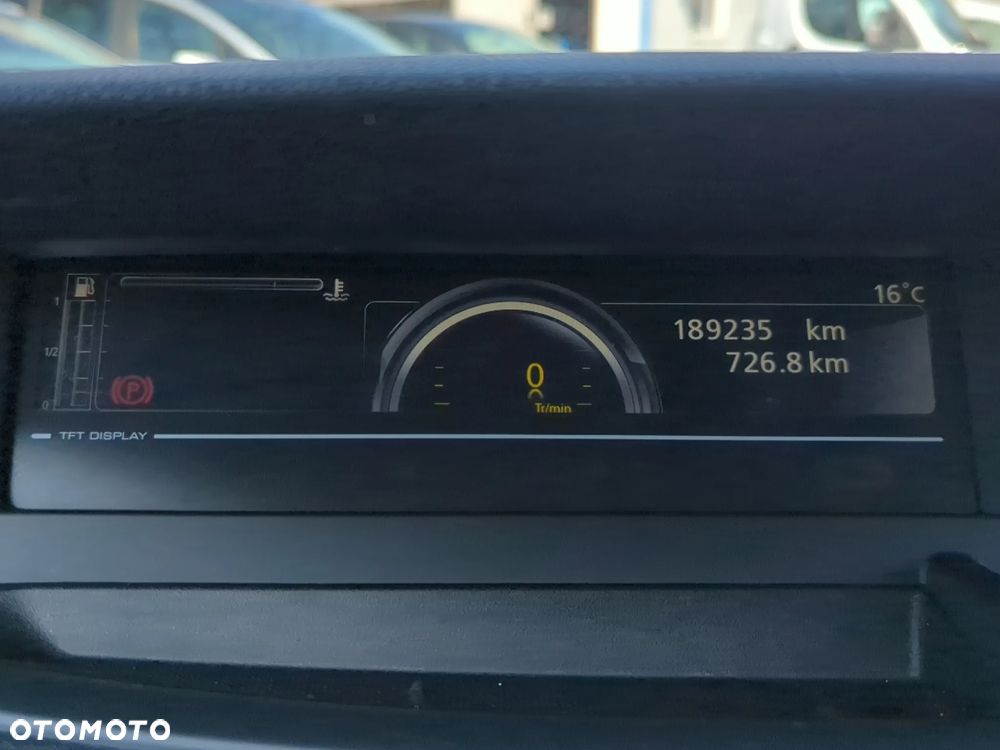 16°C
1
189235 km
1/2
726.8 km
0
P
0
Tr/min
TFT DISPLAY
OTOMOTO